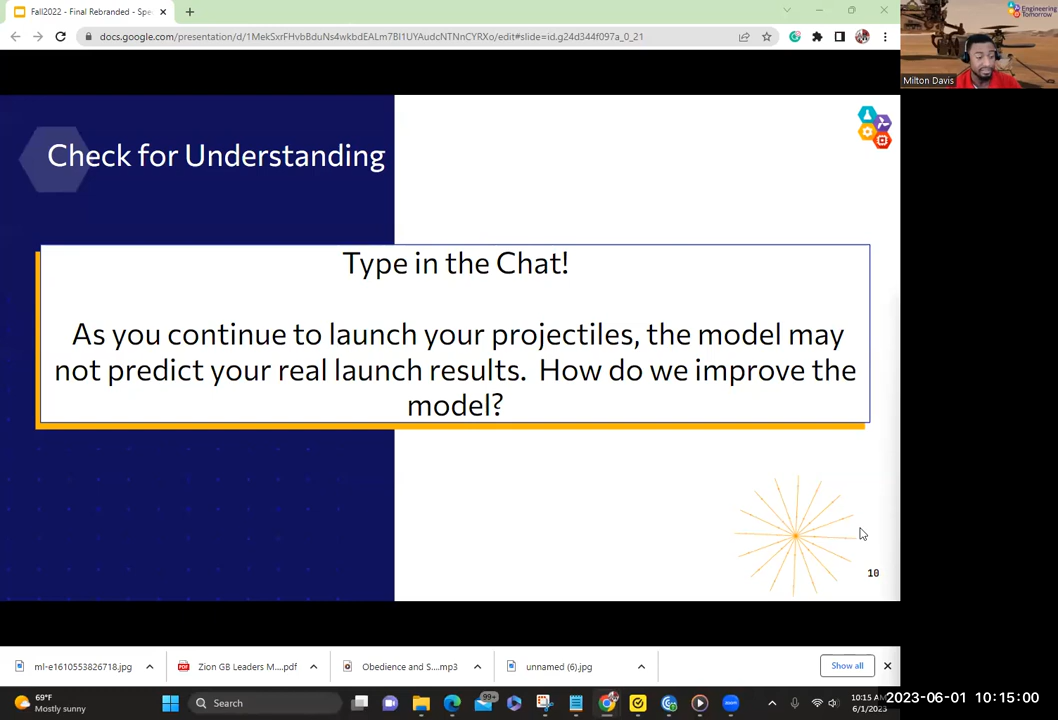 Fall2022 - Final Rebranded - Spe
docs.google.com/presentation/d/1MekSxrFHvbBduNs4wkbdEALm7Bl1UYAudcNTNnCYRXo/edit#slide=id.g24d344f097a_0_21
Engineering
Tomorrow
Milton Davis
Check for Understanding
Type in the Chat!
As you continue to launch your projectiles, the model may
not predict your real launch results. How do we improve the
model?
10
ml-e1610553826718.jpg
Zion GB Leaders M....pdf
Obedience and S....mp3
unnamed (6).jpg
Show all
69°F
Mostly sunny
Search
99+
10:15 AM
6/1/2023
2023-06-01 10:15:00